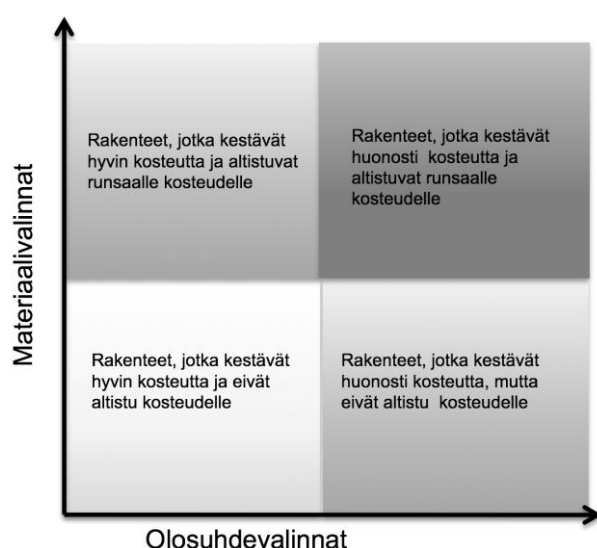 Materiaalivalinnat
Rakenteet, jotka kestävät
hyvin kosteutta ja altistuvat
runsaalle kosteudelle
Rakenteet, jotka kestävät
huonosti kosteutta ja
altistuvat runsaalle
kosteudelle
Rakenteet, jotka kestävät
hyvin kosteutta ja eivät
altistu kosteudelle
Rakenteet, jotka kestävät
huonosti kosteutta, mutta
eivät altistu kosteudelle
Olosuhdevalinnat